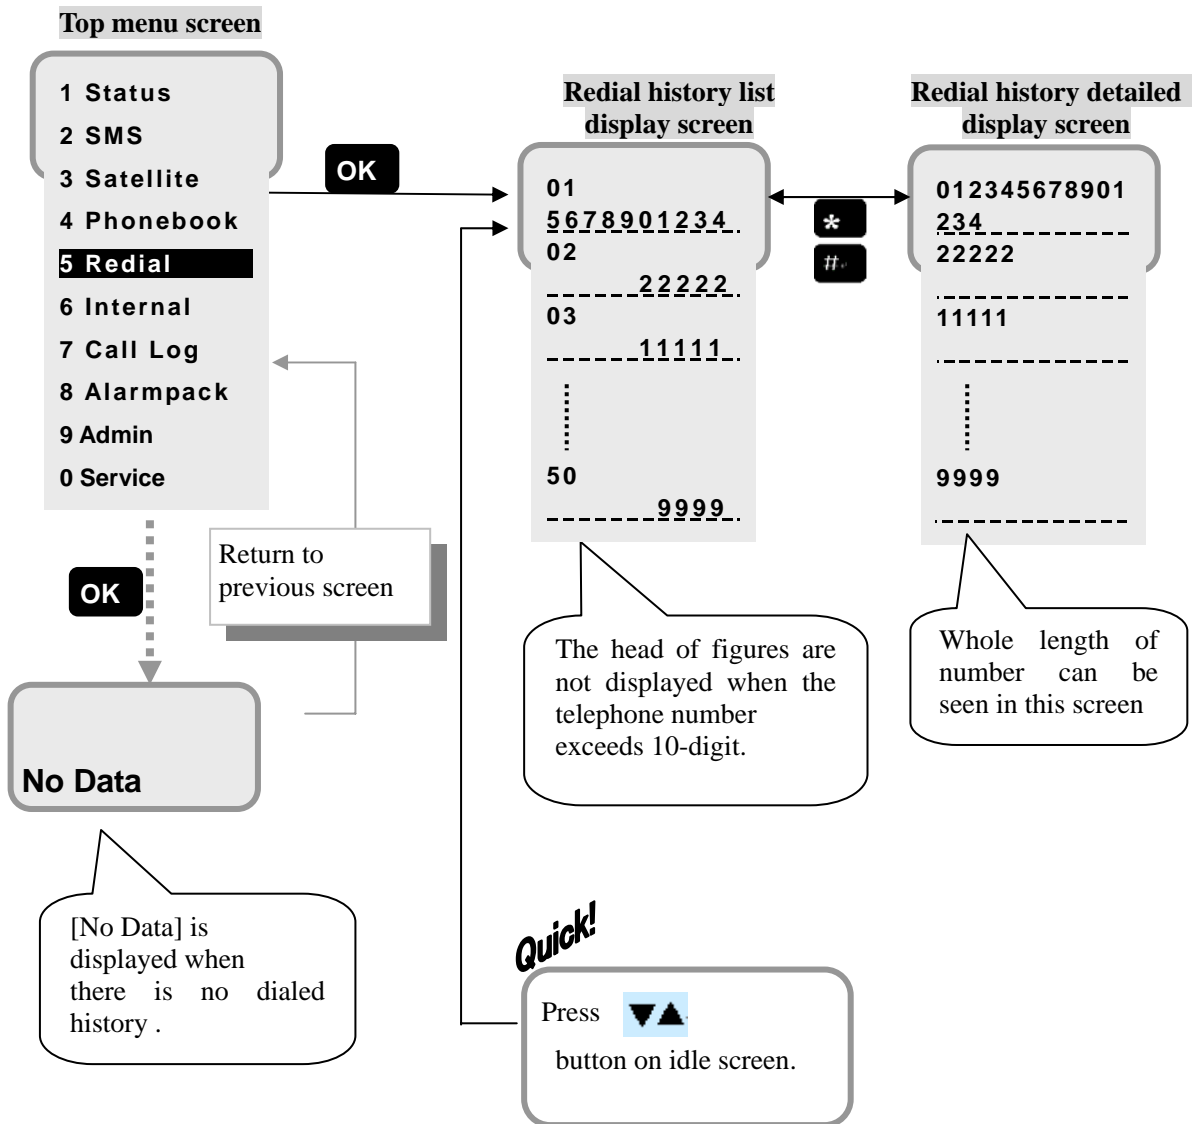 Top menu screen
1 Status
2 SMS
3 Satellite
4 Phonebook
5 Redial
6 Internal
7 Call Log
8 Alarmpack
9 Admin
0 Service
OK
Redial history list
display screen
01
5678901234
02
22222
03
11111
50
9999
*
#
Redial history detailed
display screen
012345678901
234
22222
11111
9999
OK
Return to
previous screen
The head of figures are
not displayed when the
telephone number
exceeds 10-digit.
Whole length of
number can be
seen in this screen
No Data
[No Data] is
displayed when
there is no dialed
history .
Quick!
Press ▼▲
button on idle screen.